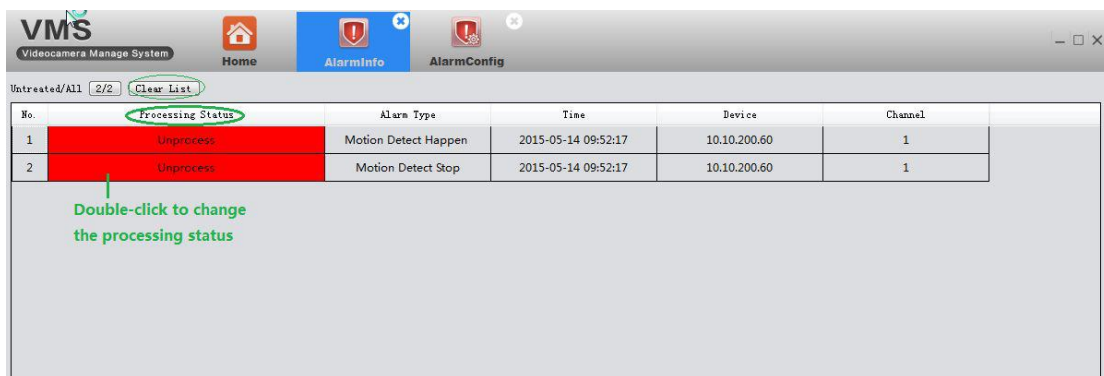 VMS
Videocamera Manage System
Home
AlarmInfo
AlarmConfig
Untreated/All 2/2 Clear List
No. Processing Status Alarm Type Time Device Channel
1 Unprocess Motion Detect Happen 2015-05-14 09:52:17 10.10.200.60 1
2 Unprocess Motion Detect Stop 2015-05-14 09:52:17 10.10.200.60 1
Double-click to change
the processing status